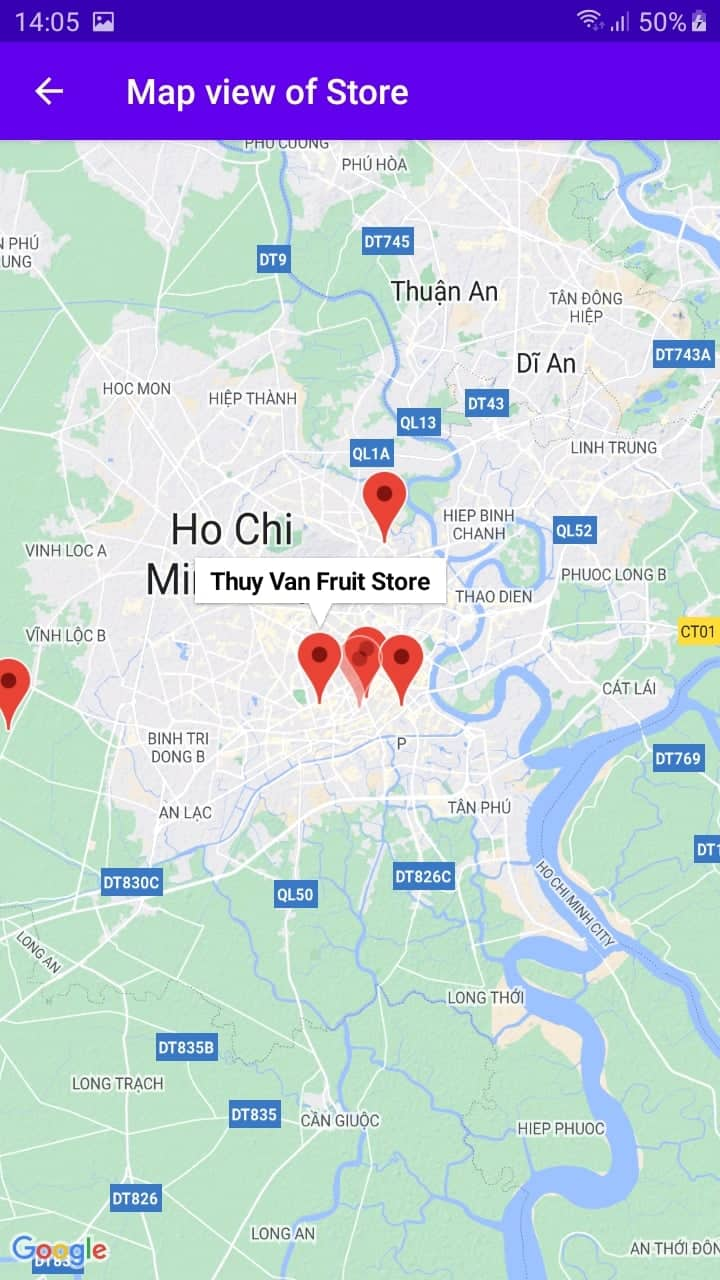 14:05
50%
Map view of Store
PHÚ CƯỜNG
PHÚ HÒA
N PHÚ
UNG
DT745
DT9
Thuận An
TÂN ĐÔNG
HIỆP
DT743A
Dĩ An
HOC MON
HIỆP THÀNH
DT43
QL13
QL1A
LINH TRUNG
Ho Chi
HIEP BINH
CHANH
QL52
VINH LOC A
Mi
Thuy Van Fruit Store
PHUOC LONG B
THAO DIEN
VĨNH LỘC B
CT01
CÁT LÁI
BINH TRI
DONG B
P
DT769
AN LẠC
TÂN PHÚ
DT1
DT830C
QL50
DT826C
HO CHI MINH CITY
LONG AN
LONG THỚI
DT835B
LONG TRẠCH
DT835
CẦN GIUỘC
HIEP PHUOC
DT826
LONG AN
AN THỚI ĐÔN
Google